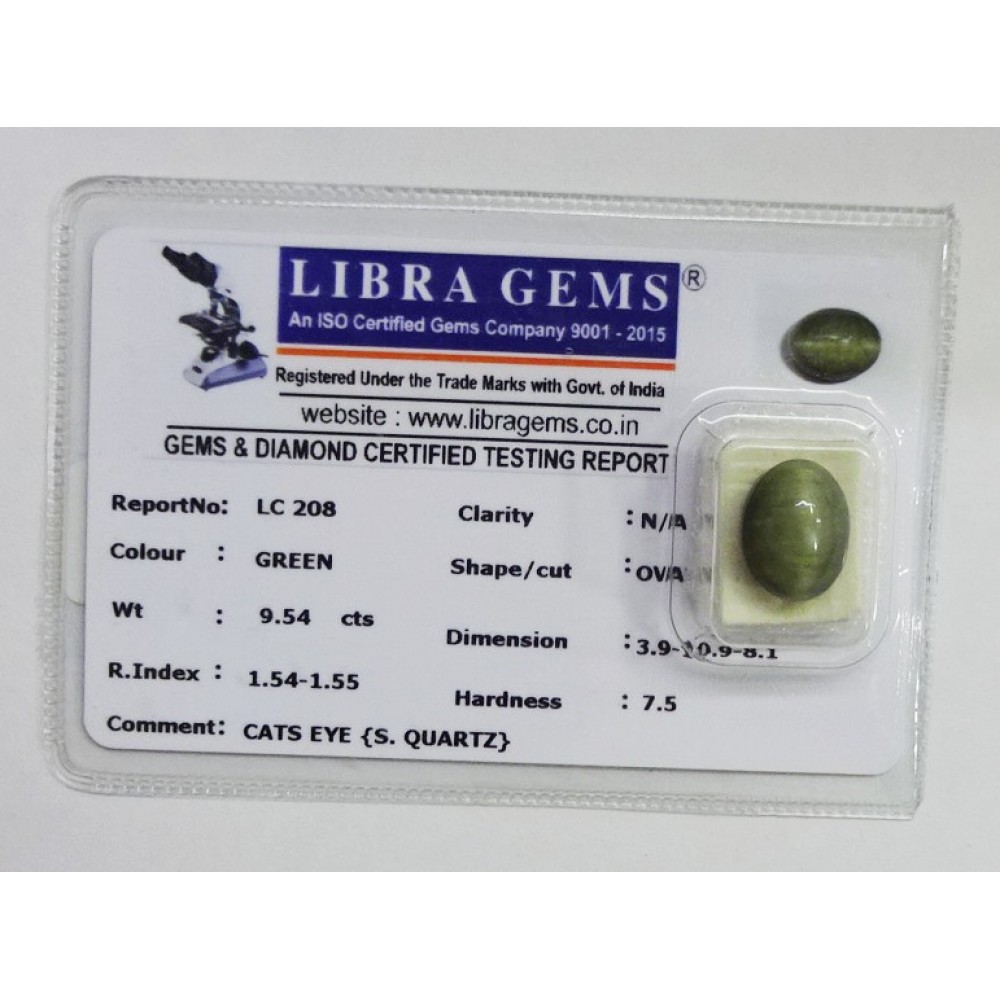 LIBRA GEMS ®
An ISO Certified Gems Company 9001 - 2015
Registered Under the Trade Marks with Govt. of India
website : www.libragems.co.in
GEMS & DIAMOND CERTIFIED TESTING REPORT
ReportNo: LC 208
Clarity : N/A
Colour : GREEN
Shape/cut : OVA
Wt : 9.54 cts
Dimension
R.Index : 1.54-1.55
Hardness : 7.5
Comment: CATS EYE {S. QUARTZ}